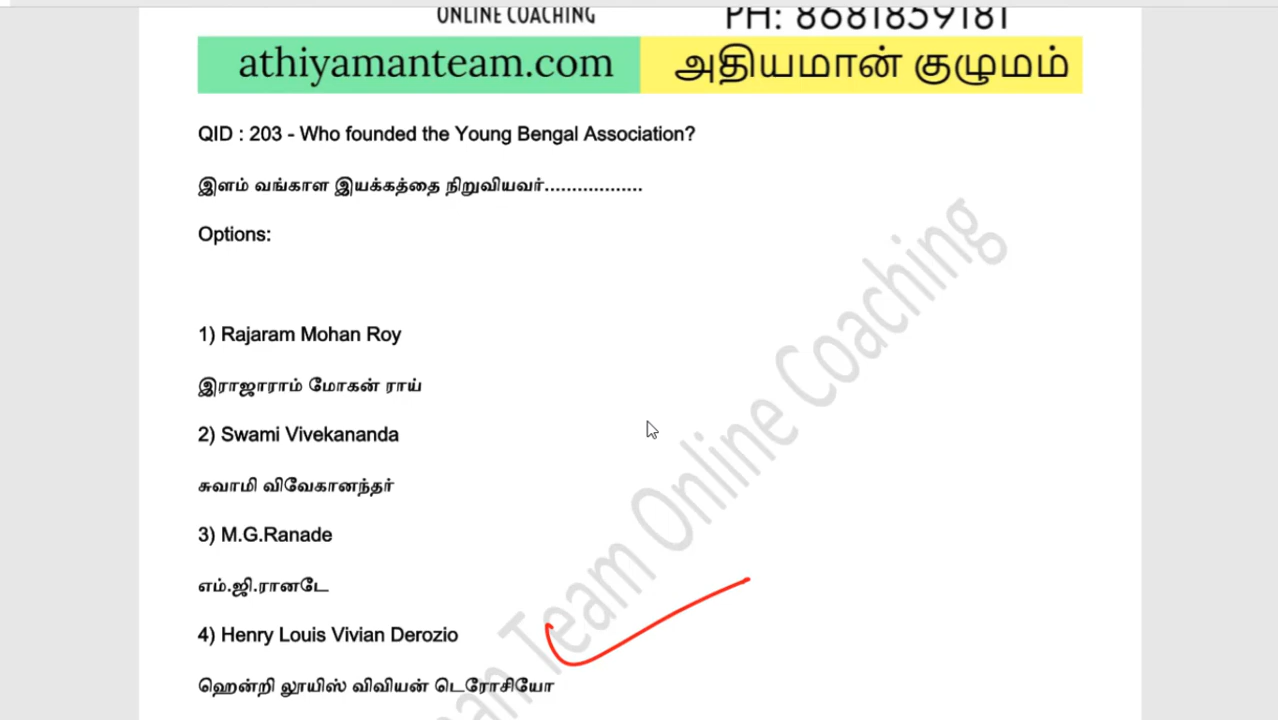 ONLINE COACHING
PH: 8681859181
athiyamanteam.com
அதியமான் குழுமம்
QID : 203 - Who founded the Young Bengal Association?
இளம் வங்காள இயக்கத்தை நிறுவியவர்..................
Options:
1) Rajaram Mohan Roy
இராஜாராம் மோகன் ராய்
2) Swami Vivekananda
சுவாமி விவேகானந்தர்
3) M.G.Ranade
எம்.ஜி.ரானடே
4) Henry Louis Vivian Derozio
ஹென்றி லூயிஸ் விவியன் டெரோசியோ
Team Online Coaching